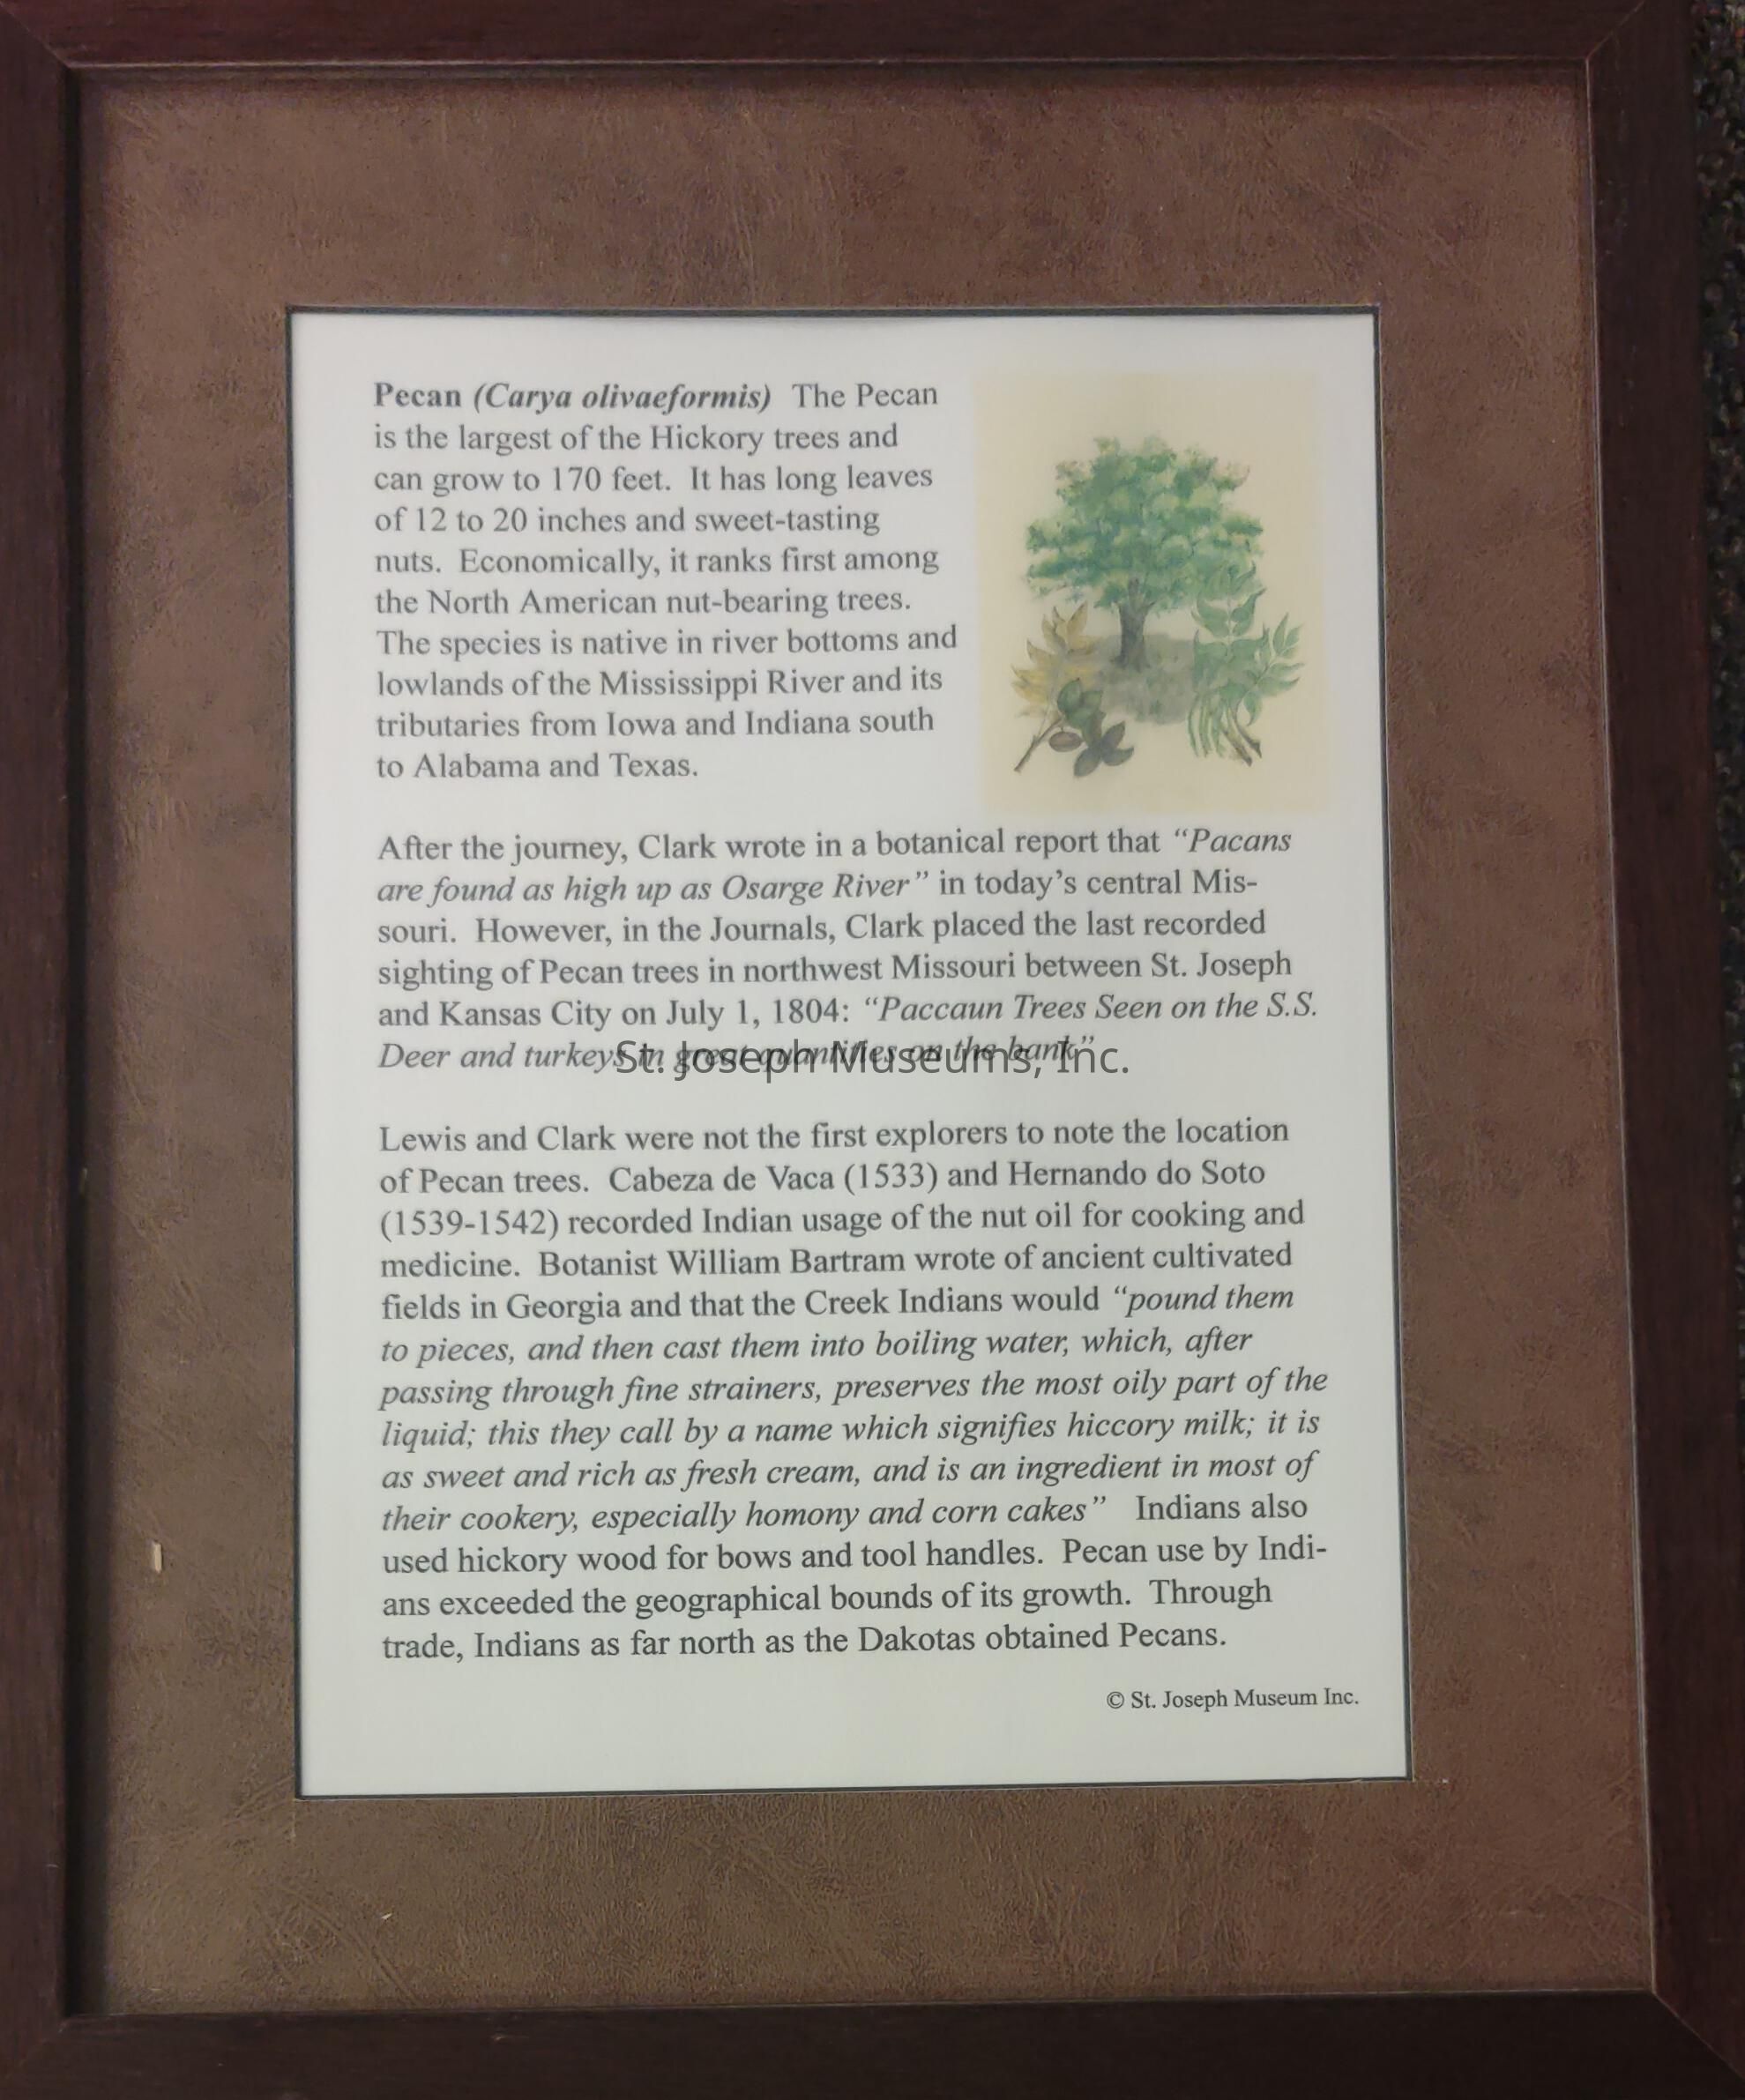 Pecan (Carya olivaeformis) The Pecan
is the largest of the Hickory trees and
can grow to 170 feet. It has long leaves
of 12 to 20 inches and sweet-tasting
nuts. Economically, it ranks first among
the North American nut-bearing trees.
The species is native in river bottoms and
lowlands of the Mississippi River and its
tributaries from Iowa and Indiana south
to Alabama and Texas.
After the journey, Clark wrote in a botanical report that “Pacans
are found as high up as Osarge River” in today’s central Mis-
souri. However, in the Journals, Clark placed the last recorded
sighting of Pecan trees in northwest Missouri between St. Joseph
and Kansas City on July 1, 1804: “Paccaun Trees Seen on the S.S.
Deer and turkeys in great quantities on the bank”
St. Joseph Museums, Inc.
Lewis and Clark were not the first explorers to note the location
of Pecan trees. Cabeza de Vaca (1533) and Hernando do Soto
(1539-1542) recorded Indian usage of the nut oil for cooking and
medicine. Botanist William Bartram wrote of ancient cultivated
fields in Georgia and that the Creek Indians would “pound them
to pieces, and then cast them into boiling water, which, after
passing through fine strainers, preserves the most oily part of the
liquid; this they call by a name which signifies hiccory milk; it is
as sweet and rich as fresh cream, and is an ingredient in most of
their cookery, especially homony and corn cakes” Indians also
used hickory wood for bows and tool handles. Pecan use by Indi-
ans exceeded the geographical bounds of its growth. Through
trade, Indians as far north as the Dakotas obtained Pecans.
© St. Joseph Museum Inc.